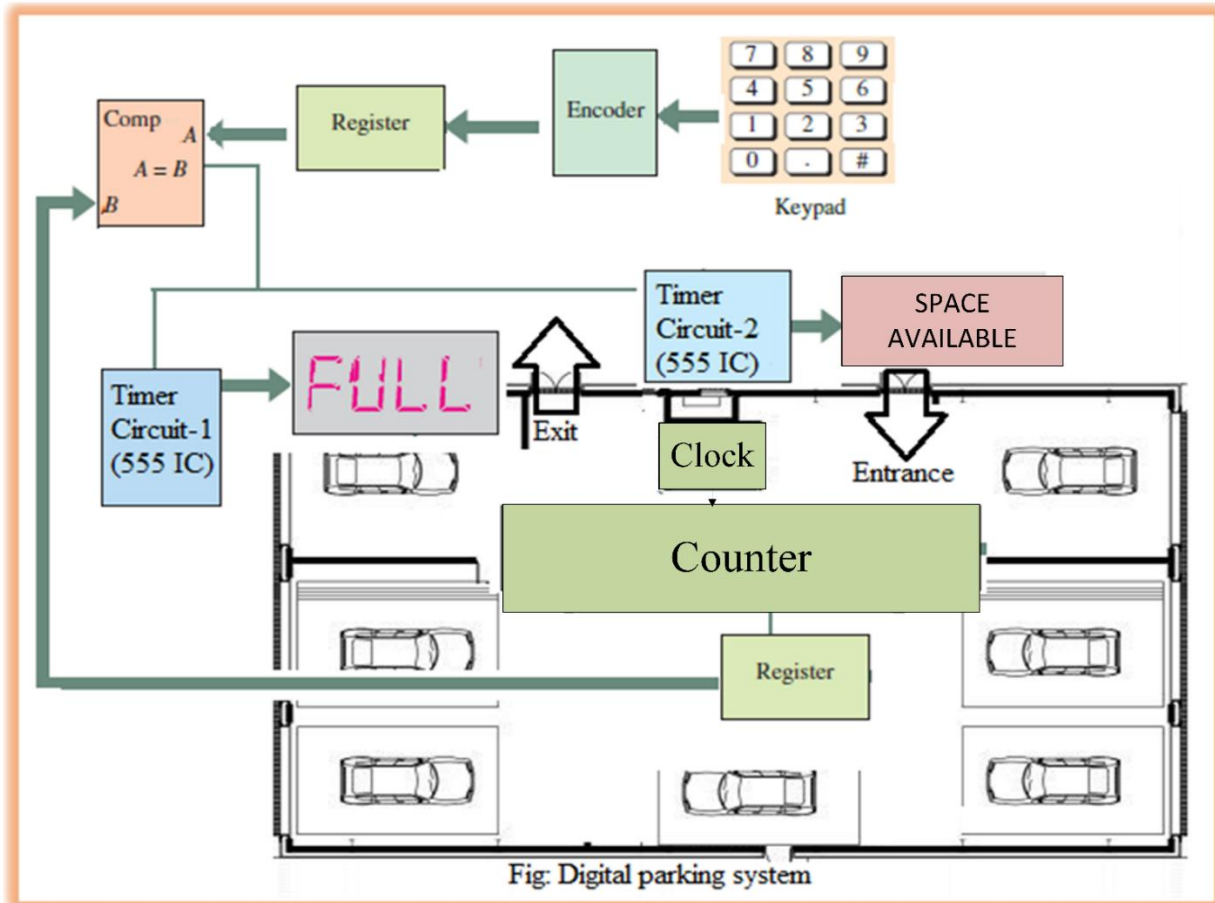 7 8 9
4 5 6
1 2 3
0 . #
Keypad
Encoder
Register
Comp
A
A = B
B
Timer
Circuit-2
(555 IC)
SPACE
AVAILABLE
Timer
Circuit-1
(555 IC)
FULL
Exit
Clock
Entrance
Counter
Register
Fig: Digital parking system